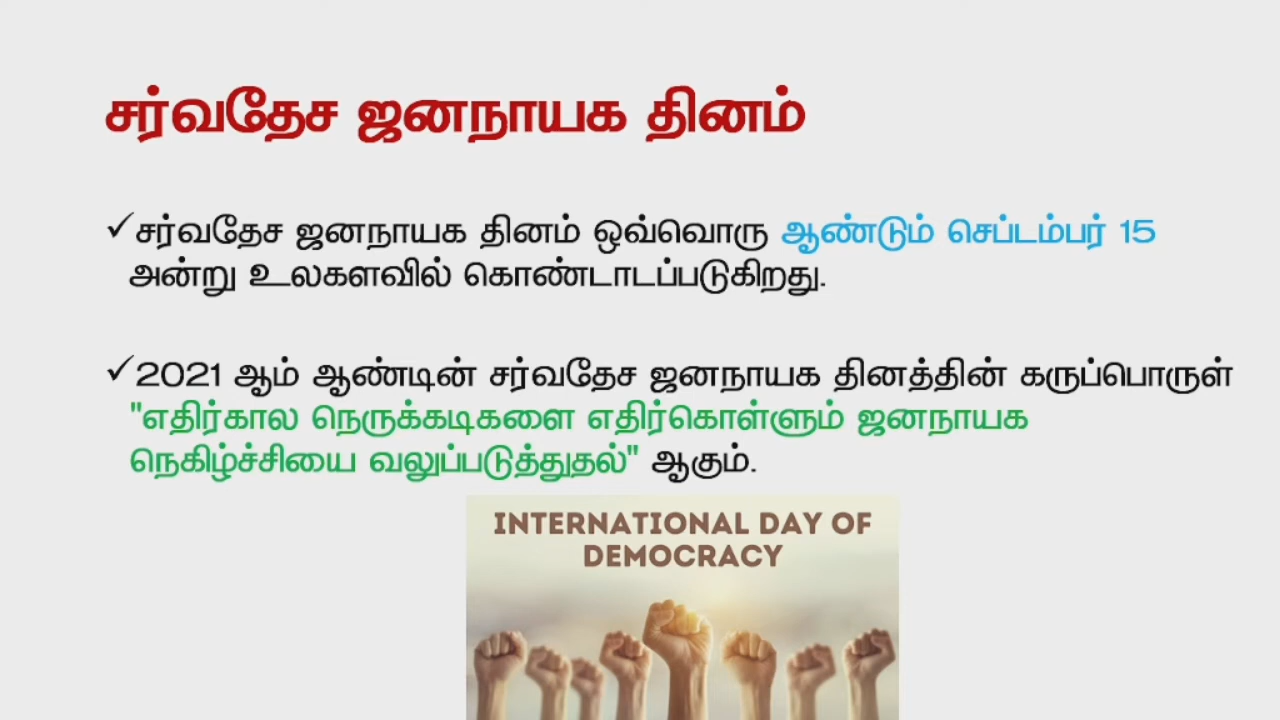 சர்வதேச ஜனநாயக தினம்
✓சர்வதேச ஜனநாயக தினம் ஒவ்வொரு ஆண்டும் செப்டம்பர் 15
அன்று உலகளவில் கொண்டாடப்படுகிறது.
✓2021 ஆம் ஆண்டின் சர்வதேச ஜனநாயக தினத்தின் கருப்பொருள்
"எதிர்கால நெருக்கடிகளை எதிர்கொள்ளும் ஜனநாயக
நெகிழ்ச்சியை வலுப்படுத்துதல்" ஆகும்.
INTERNATIONAL DAY OF
DEMOCRACY